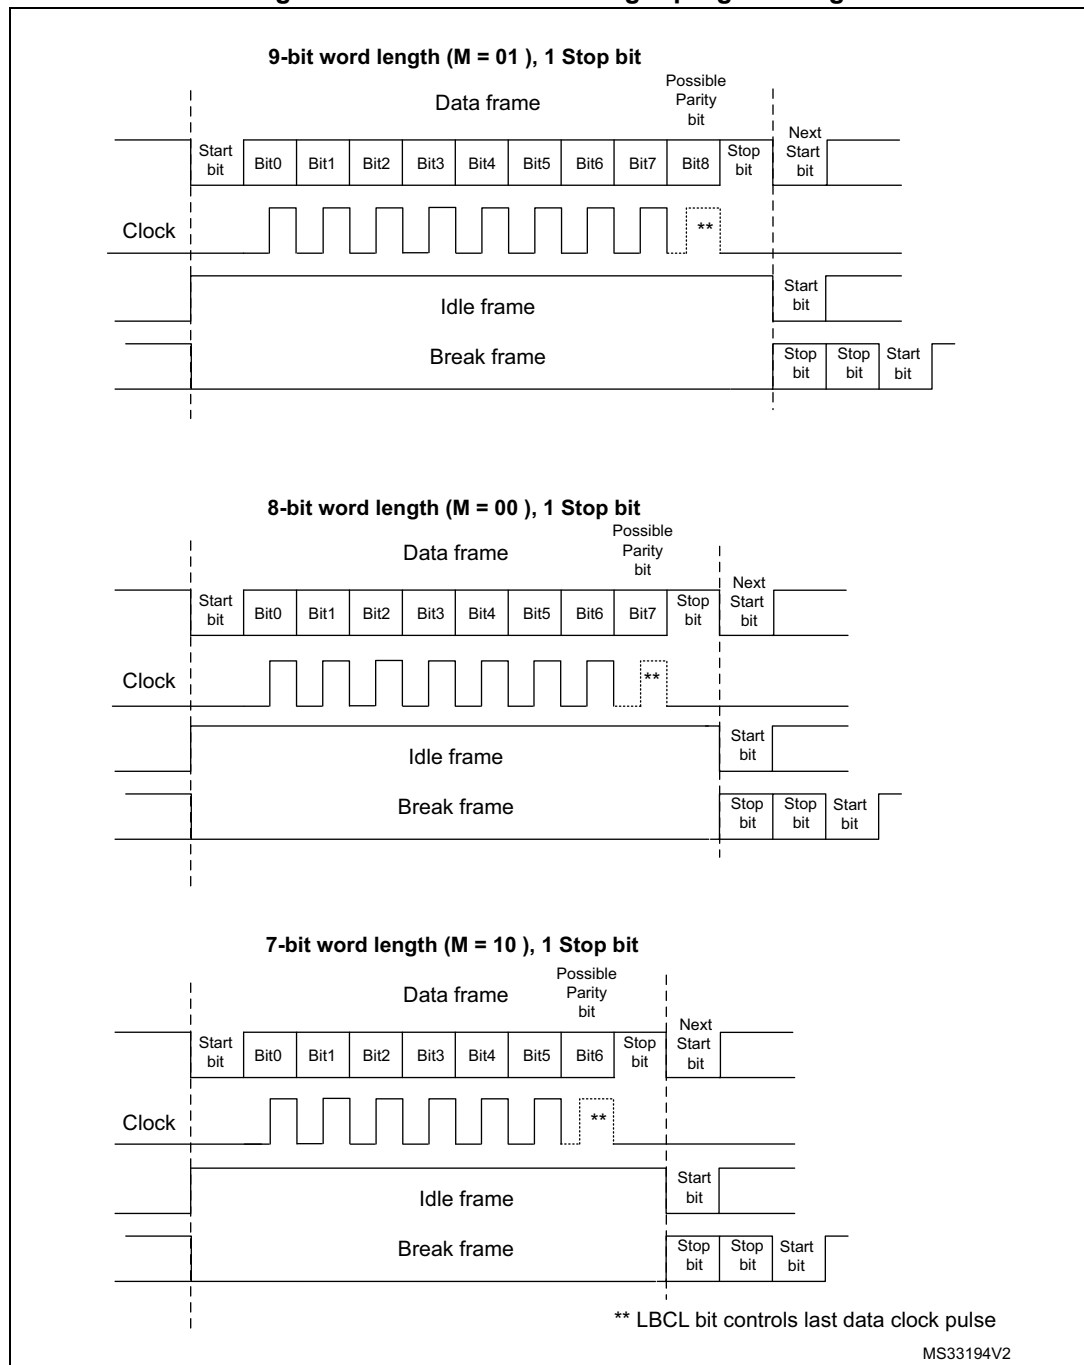 9-bit word length (M = 01 ), 1 Stop bit
Possible
Parity
bit
Data frame
Next
Start
bit
Start
bit
Bit0 Bit1 Bit2 Bit3 Bit4 Bit5 Bit6 Bit7 Bit8
Stop
bit
Clock
**
Idle frame
Start
bit
Break frame
Stop
bit
Stop
bit
Start
bit
8-bit word length (M = 00 ), 1 Stop bit
Possible
Parity
bit
Data frame
Next
Start
bit
Start
bit
Bit0 Bit1 Bit2 Bit3 Bit4 Bit5 Bit6 Bit7
Stop
bit
Clock
**
Idle frame
Start
bit
Break frame
Stop
bit
Stop
bit
Start
bit
7-bit word length (M = 10 ), 1 Stop bit
Possible
Parity
bit
Data frame
Next
Start
bit
Start
bit
Bit0 Bit1 Bit2 Bit3 Bit4 Bit5 Bit6
Stop
bit
Clock
**
Idle frame
Start
bit
Break frame
Stop
bit
Stop
bit
Start
bit
** LBCL bit controls last data clock pulse
MS33194V2